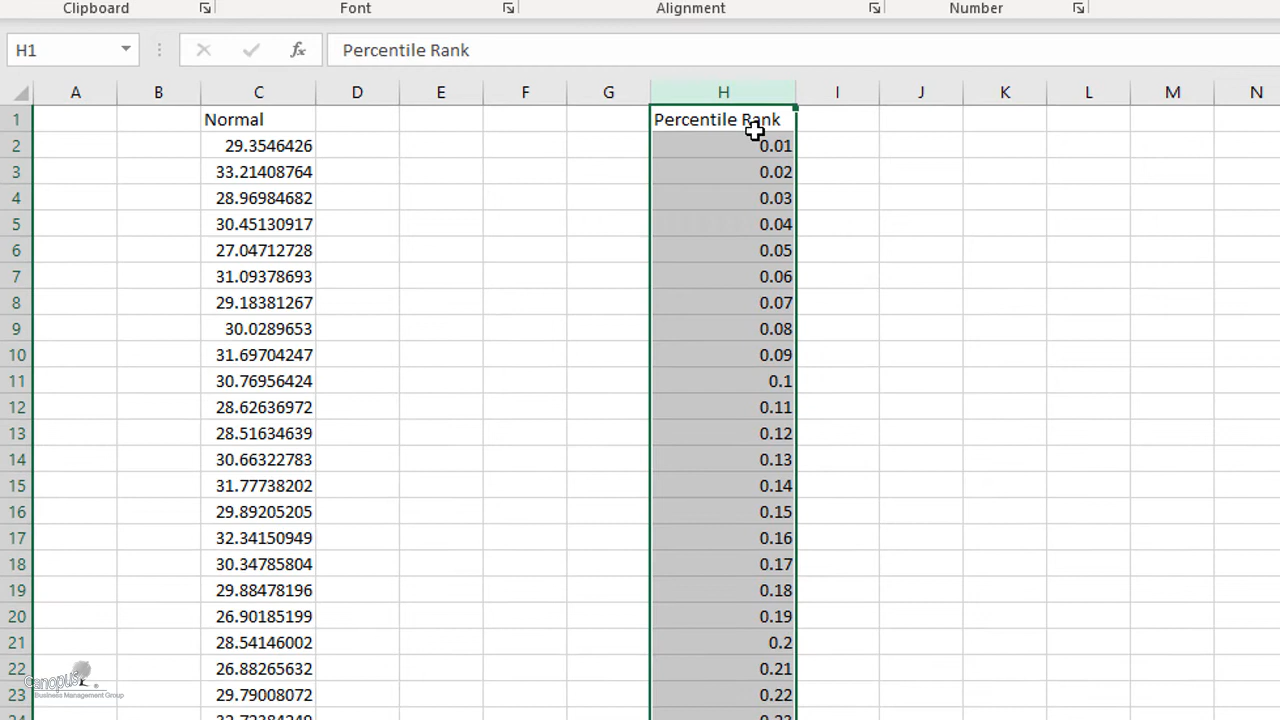 Clipboard Font Alignment Number
H1 fx Percentile Rank
A B C D E F G H I J K L M N
1 Normal Percentile Rank
2 29.3546426 0.01
3 33.21408764 0.02
4 28.96984682 0.03
5 30.45130917 0.04
6 27.04712728 0.05
7 31.09378693 0.06
8 29.18381267 0.07
9 30.0289653 0.08
10 31.69704247 0.09
11 30.76956424 0.1
12 28.62636972 0.11
13 28.51634639 0.12
14 30.66322783 0.13
15 31.77738202 0.14
16 29.89205205 0.15
17 32.34150949 0.16
18 30.34785804 0.17
19 29.88478196 0.18
20 26.90185199 0.19
21 28.54146002 0.2
22 26.88265632 0.21
23 29.79008072 0.22
canopus
Business Management Group